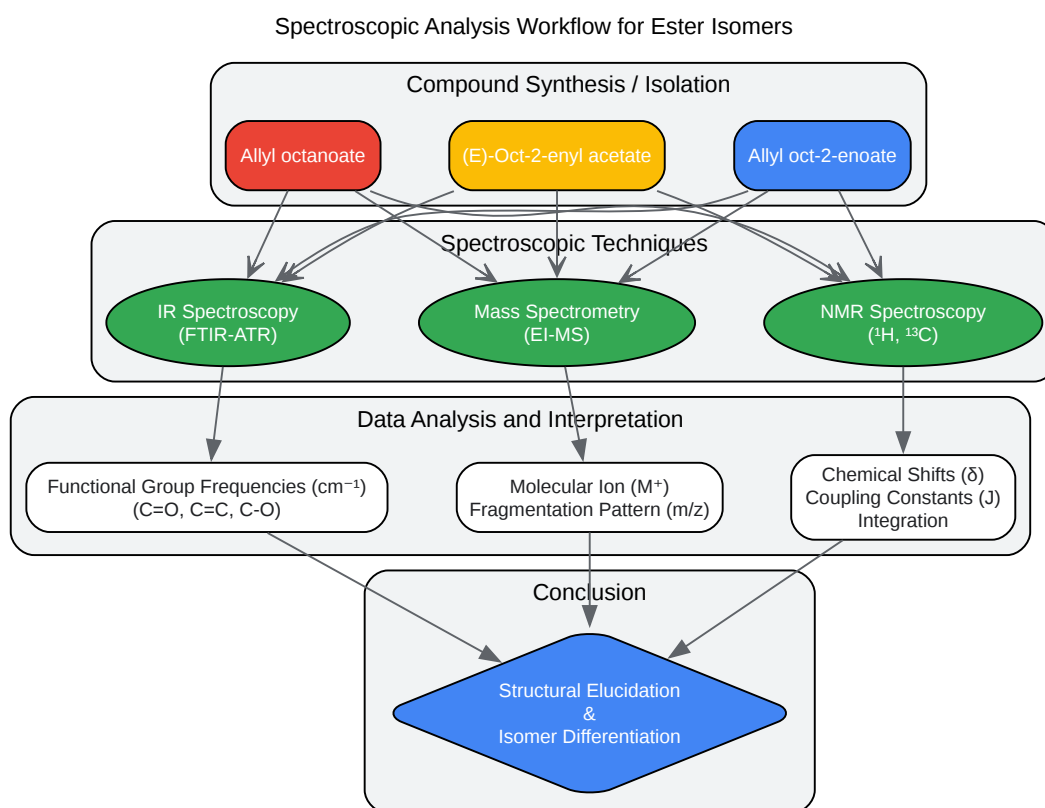 Spectroscopic Analysis Workflow for Ester Isomers
Compound Synthesis / Isolation
Allyl octanoate
(E)-Oct-2-enyl acetate
Allyl oct-2-enoate
Spectroscopic Techniques
IR Spectroscopy
(FTIR-ATR)
Mass Spectrometry
(EI-MS)
NMR Spectroscopy
(¹H, ¹³C)
Data Analysis and Interpretation
Functional Group Frequencies (cm⁻¹)
(C=O, C=C, C-O)
Molecular Ion (M⁺)
Fragmentation Pattern (m/z)
Chemical Shifts (δ)
Coupling Constants (J)
Integration
Conclusion
Structural Elucidation
&
Isomer Differentiation